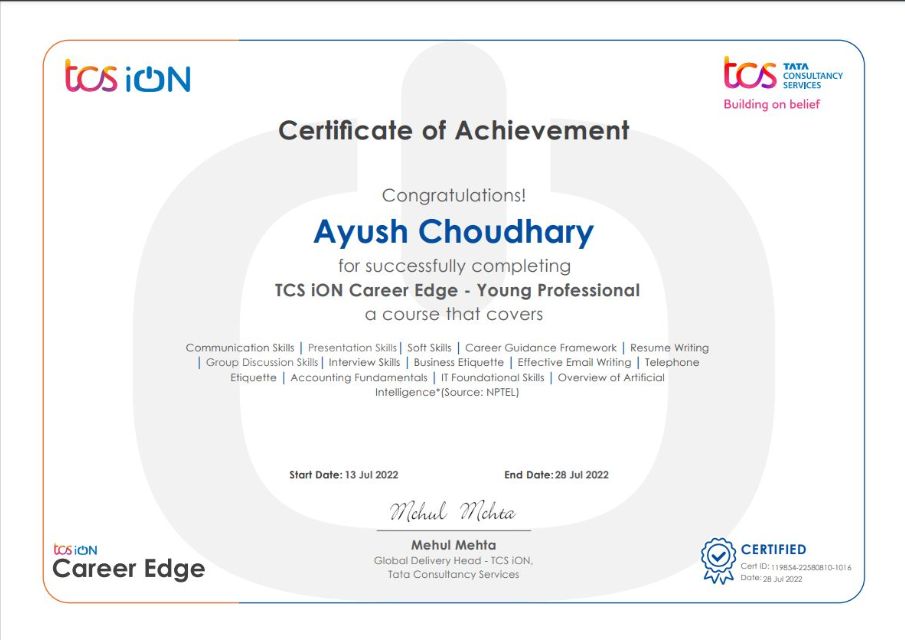 tcs iON
tcs TATA
CONSULTANCY
SERVICES
Building on belief
Certificate of Achievement
Congratulations!
Ayush Choudhary
for successfully completing
TCS iON Career Edge - Young Professional
a course that covers
Communication Skills | Presentation Skills | Soft Skills | Career Guidance Framework | Resume Writing
| Group Discussion Skills | Interview Skills | Business Etiquette | Effective Email Writing | Telephone
Etiquette | Accounting Fundamentals | IT Foundational Skills | Overview of Artificial
Intelligence*(Source: NPTEL)
Start Date: 13 Jul 2022 End Date: 28 Jul 2022
Mehul Mehta
Mehul Mehta
Global Delivery Head - TCS iON,
Tata Consultancy Services
tcs iON
Career Edge
CERTIFIED
Cert ID: 119854-22580810-1016
Date: 28 Jul 2022